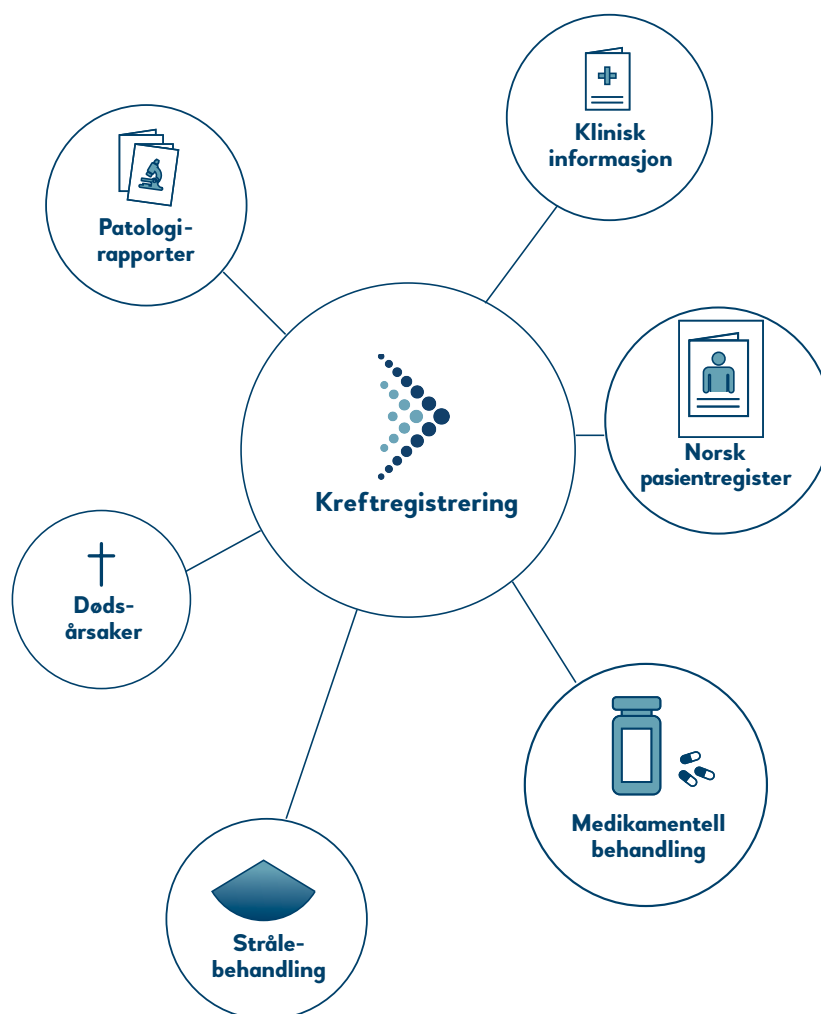 Klinisk
informasjon
Patologi-
rapporter
Norsk
pasientregister
Kreftregistrering
Døds-
årsaker
Medikamentell
behandling
Stråle-
behandling